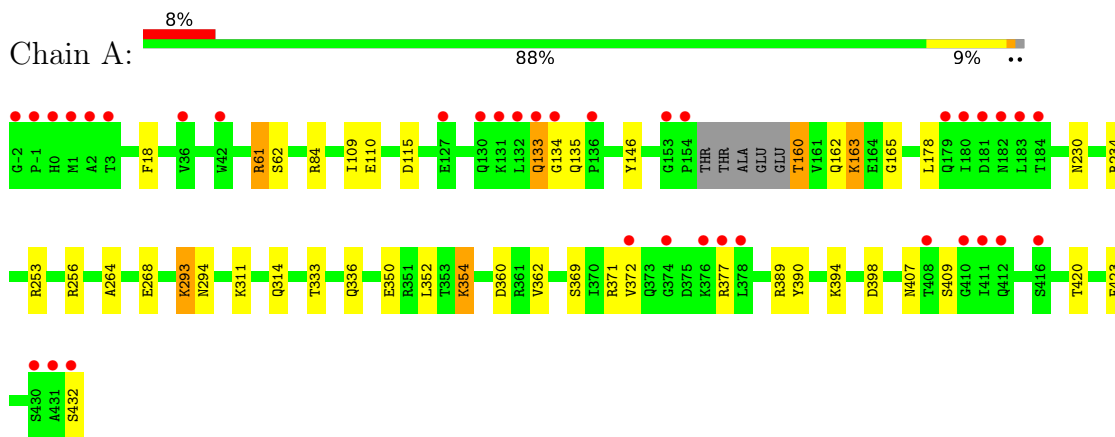 8%
Chain A:
88% 9% ••
G-2 P-1 H0 M1 A2 T3 F18 V36 W42 R61 S62 R84 I109 E110 D115 E127 Q130 K131 L132 Q133 G134 Q135 P136 Y146 G153 P154 THR THR ALA GLU GLU T160 V161 Q162 K163 E164 G165 L178 Q179 I180 D181 N182 L183 T184 N230
R253 R256 A264 E268 K293 N294 K311 Q314 T333 Q336 E350 R351 L352 T353 K354 D360 R361 V362 S369 I370 R371 V372 Q373 G374 D375 K376 R377 L378 R389 Y390 K394 D398 N407 T408 S409 G410 I411 Q412 S416 T420
S430 A431 S432